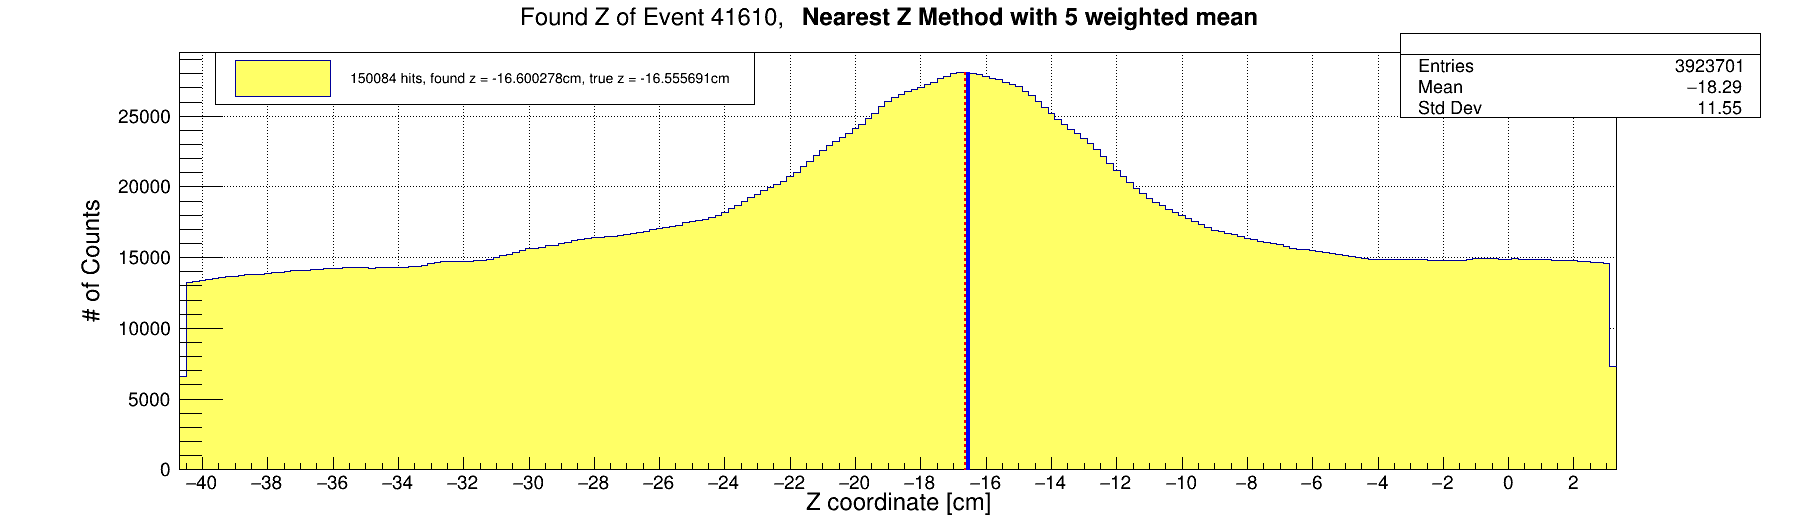 Found Z of Event 41610, Nearest Z Method with 5 weighted mean
150084 hits, found z = -16.600278cm, true z = -16.555691cm
Entries 3923701
Mean −18.29
Std Dev 11.55
# of Counts
25000
20000
15000
10000
5000
0
−40 −38 −36 −34 −32 −30 −28 −26 −24 −22 −20 −18 −16 −14 −12 −10 −8 −6 −4 −2 0 2
Z coordinate [cm]